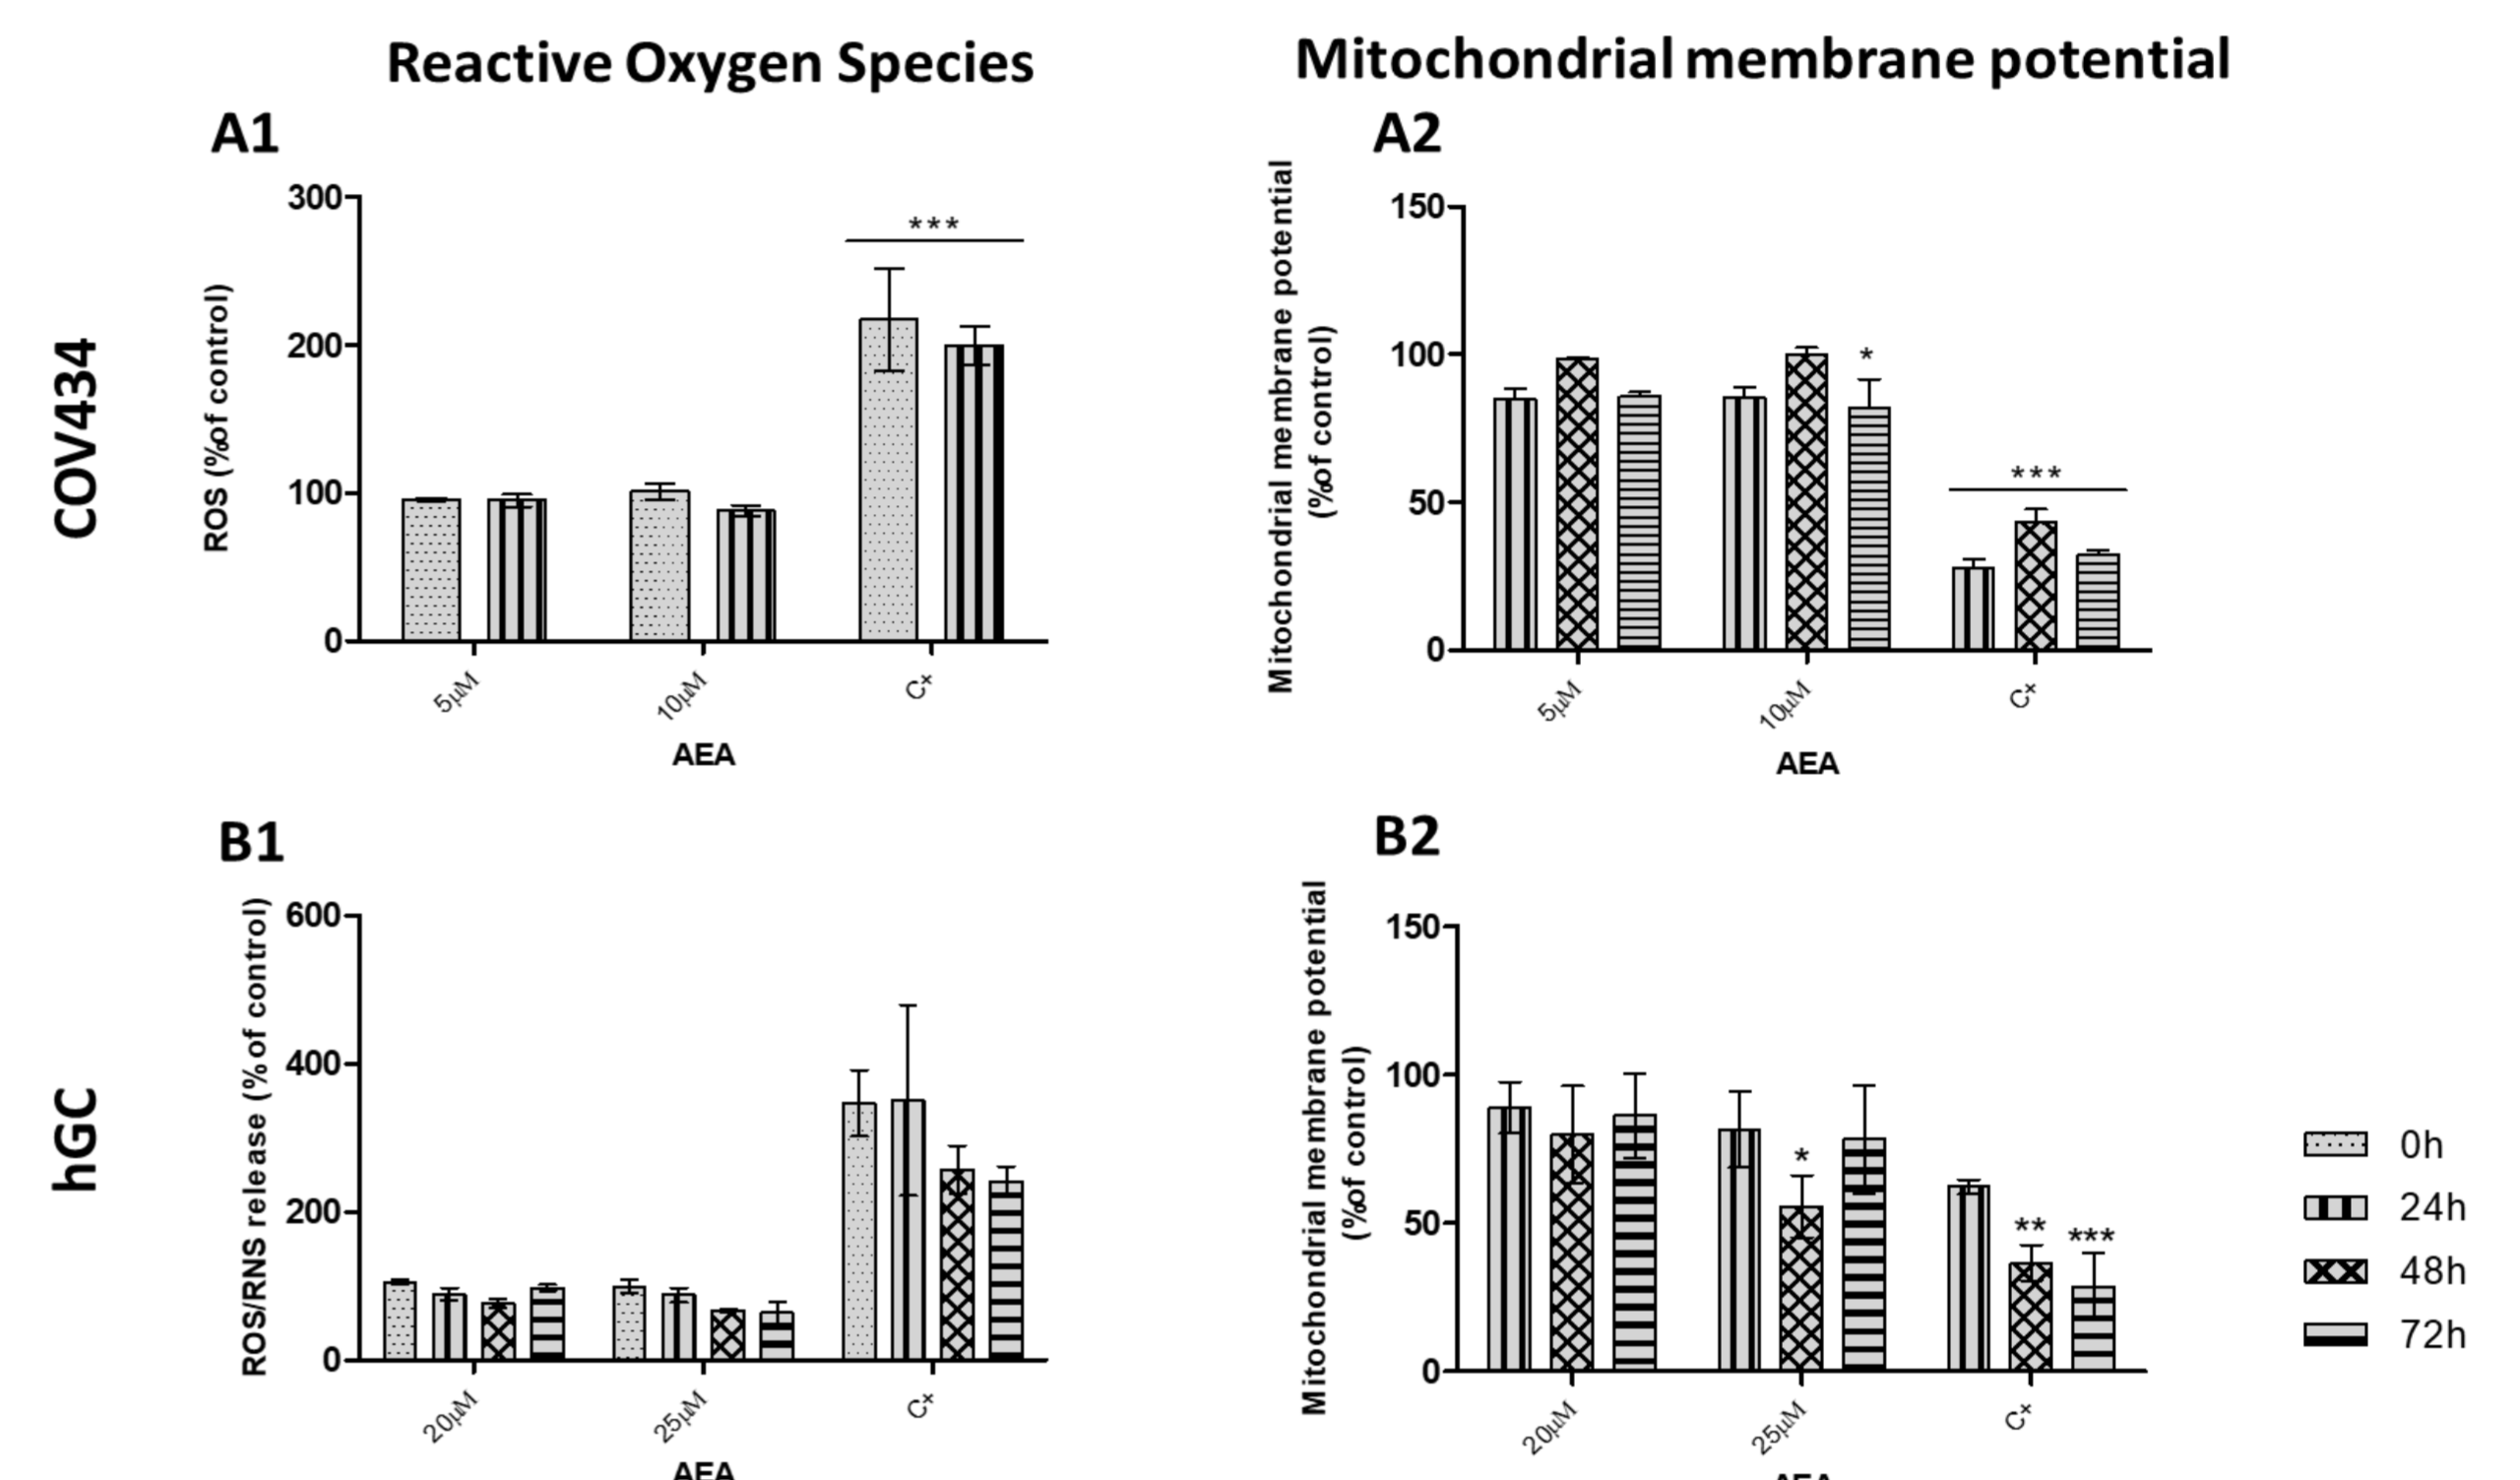 Reactive Oxygen Species
Mitochondrial membrane potential
COV434
A1
ROS (%of control)
300
200
100
0
***
5µM
10µM
C+
AEA
A2
Mitochondrial membrane potential
(%of control)
150
100
50
0
*
***
5µM
10µM
C+
AEA
hGC
B1
ROS/RNS release (% of control)
600
400
200
0
20µM
25µM
C+
AEA
B2
Mitochondrial membrane potential
(%of control)
150
100
50
0
*
**
***
20µM
25µM
C+
AEA
0h
24h
48h
72h